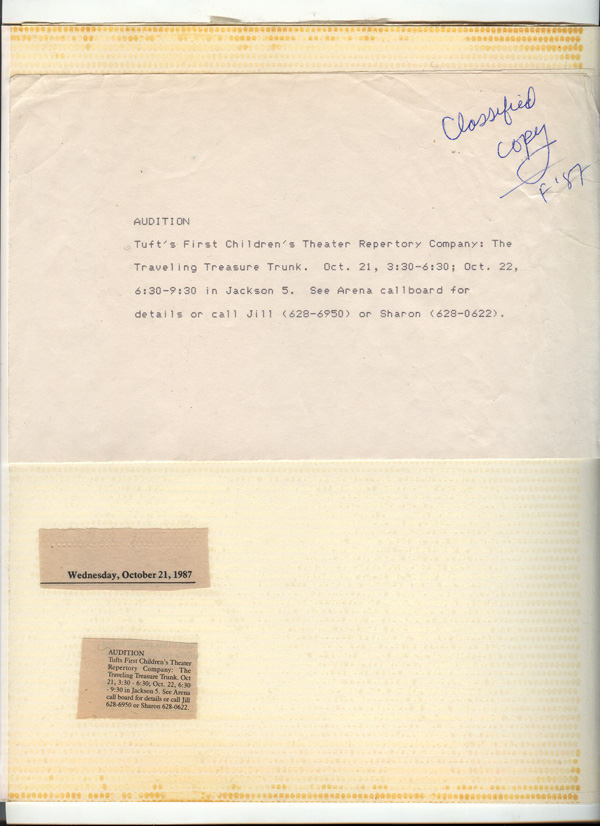 Classified
copy
F'87
AUDITION
Tuft's First Children's Theater Repertory Company: The
Traveling Treasure Trunk. Oct. 21, 3:30-6:30; Oct. 22,
6:30-9:30 in Jackson 5. See Arena callboard for
details or call Jill (628-6950) or Sharon (628-0622).
Wednesday, October 21, 1987
AUDITION
Tufts First Children's Theater
Repertory Company: The
Traveling Treasure Trunk. Oct
21, 3:30 - 6:30; Oct. 22, 6:30
- 9:30 in Jackson 5. See Arena
call board for details or call Jill
628-6950 or Sharon 628-0622.